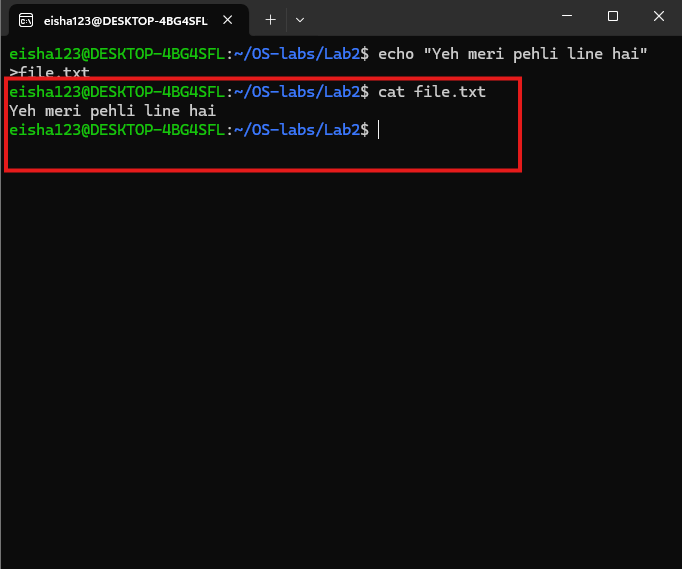 eisha123@DESKTOP-4BG4SFL
eisha123@DESKTOP-4BG4SFL:~/OS-labs/Lab2$ echo "Yeh meri pehli line hai"
>file.txt
eisha123@DESKTOP-4BG4SFL:~/OS-labs/Lab2$ cat file.txt
Yeh meri pehli line hai
eisha123@DESKTOP-4BG4SFL:~/OS-labs/Lab2$